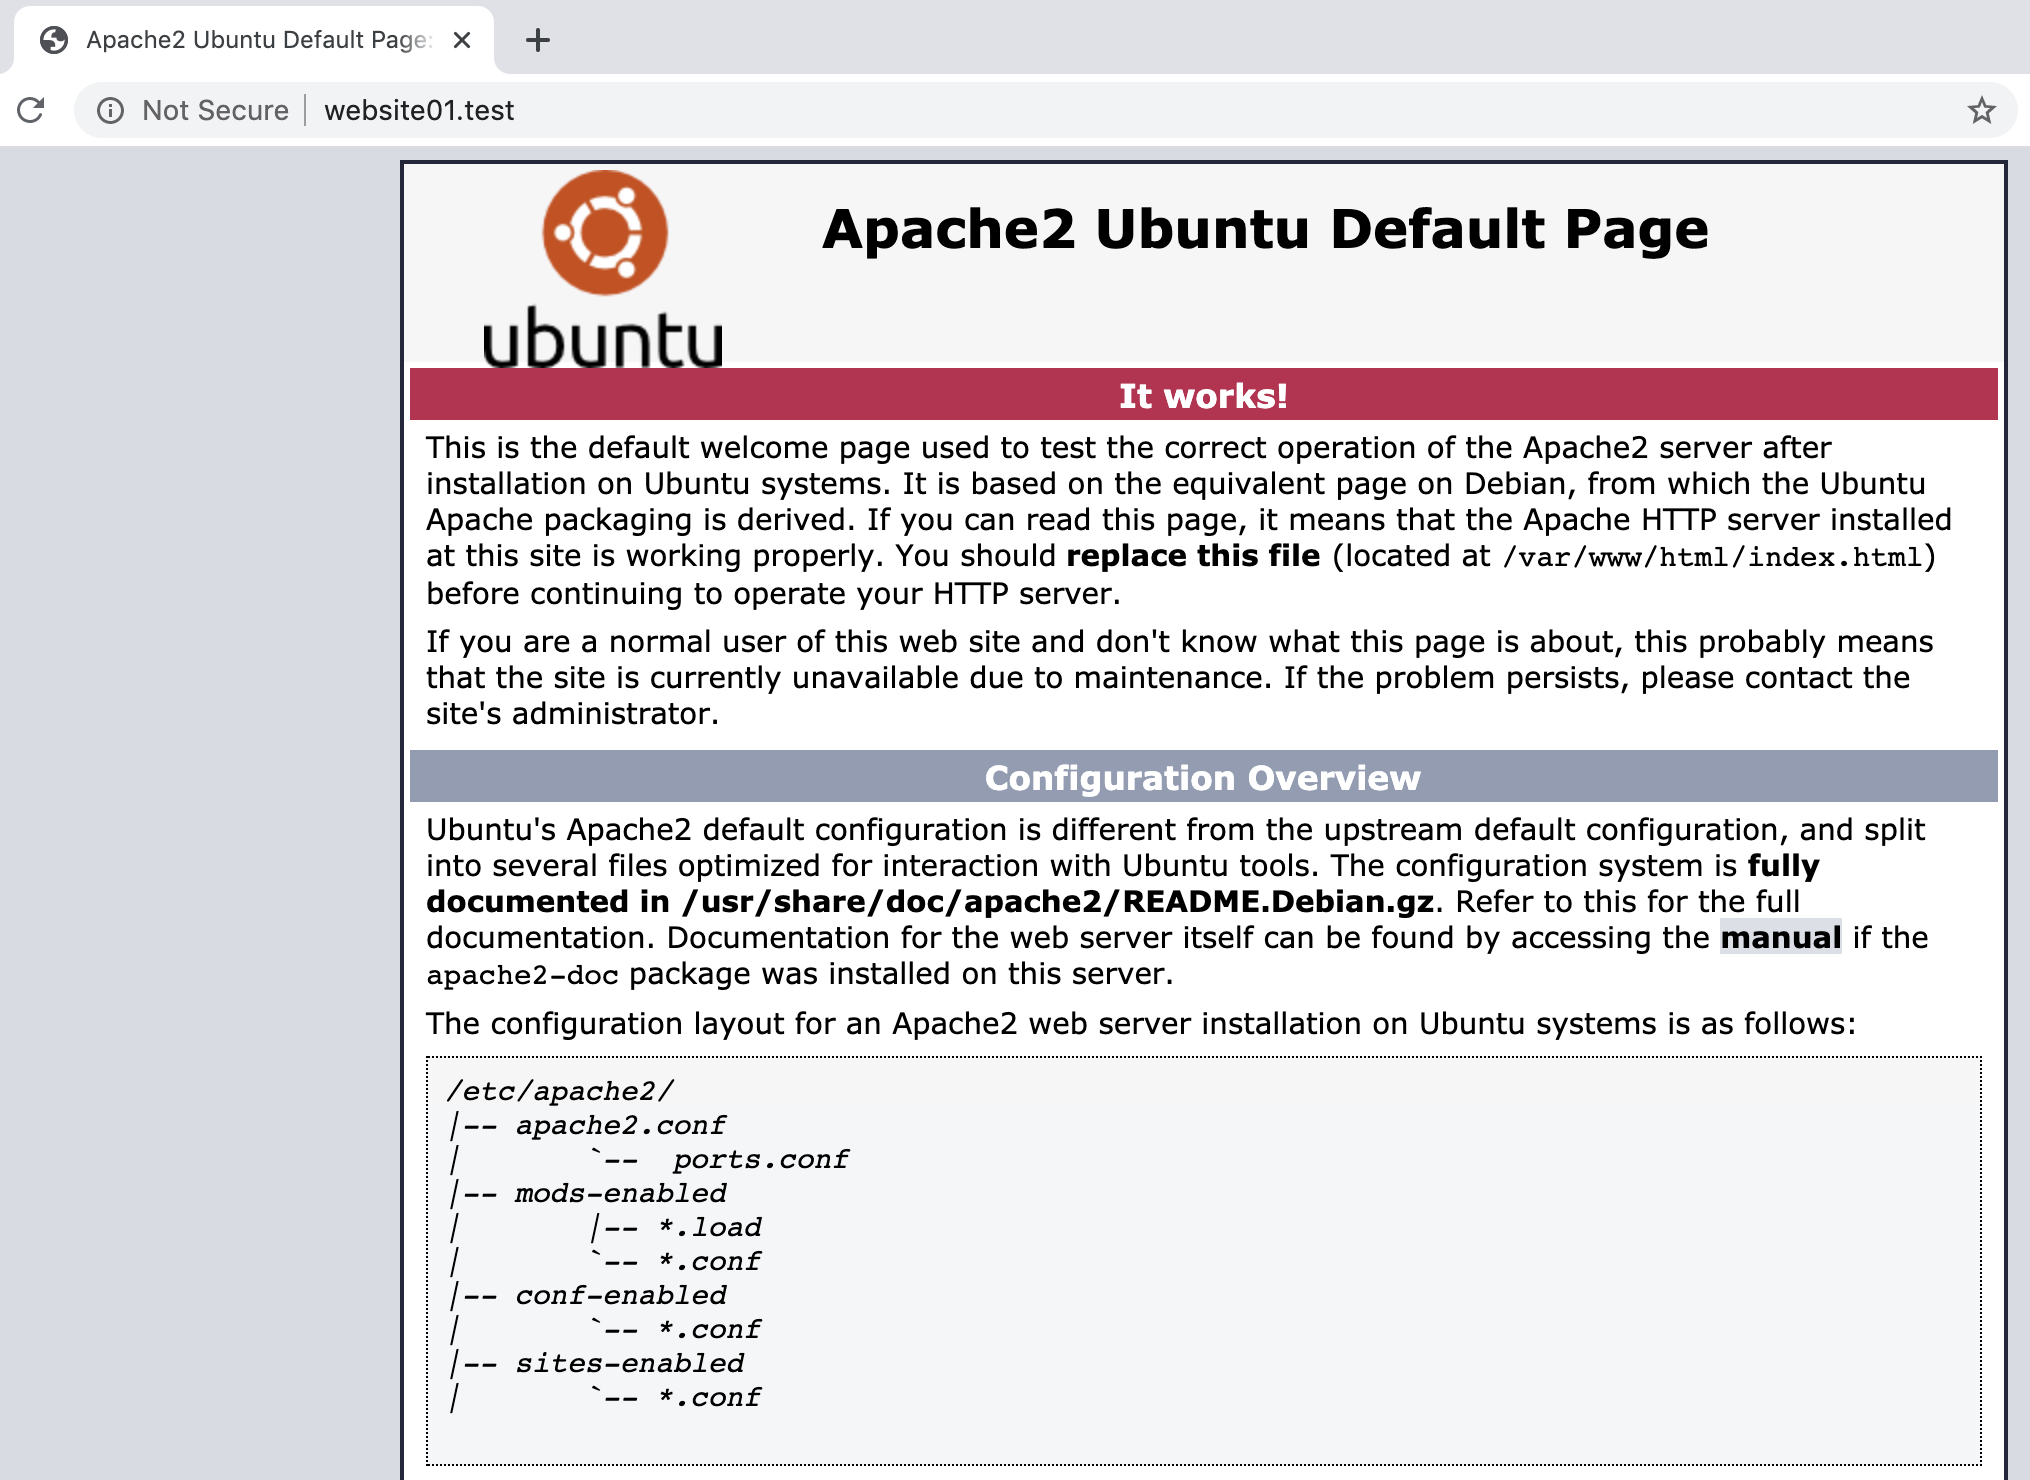 Apache2 Ubuntu Default Page:
Not Secure website01.test
ubuntu
Apache2 Ubuntu Default Page
It works!
This is the default welcome page used to test the correct operation of the Apache2 server after
installation on Ubuntu systems. It is based on the equivalent page on Debian, from which the Ubuntu
Apache packaging is derived. If you can read this page, it means that the Apache HTTP server installed
at this site is working properly. You should replace this file (located at /var/www/html/index.html)
before continuing to operate your HTTP server.
If you are a normal user of this web site and don't know what this page is about, this probably means
that the site is currently unavailable due to maintenance. If the problem persists, please contact the
site's administrator.
Configuration Overview
Ubuntu's Apache2 default configuration is different from the upstream default configuration, and split
into several files optimized for interaction with Ubuntu tools. The configuration system is fully
documented in /usr/share/doc/apache2/README.Debian.gz. Refer to this for the full
documentation. Documentation for the web server itself can be found by accessing the manual if the
apache2-doc package was installed on this server.
The configuration layout for an Apache2 web server installation on Ubuntu systems is as follows:
/etc/apache2/
|-- apache2.conf
|       `--  ports.conf
|-- mods-enabled
|       |-- *.load
|       `-- *.conf
|-- conf-enabled
|       `-- *.conf
|-- sites-enabled
|       `-- *.conf